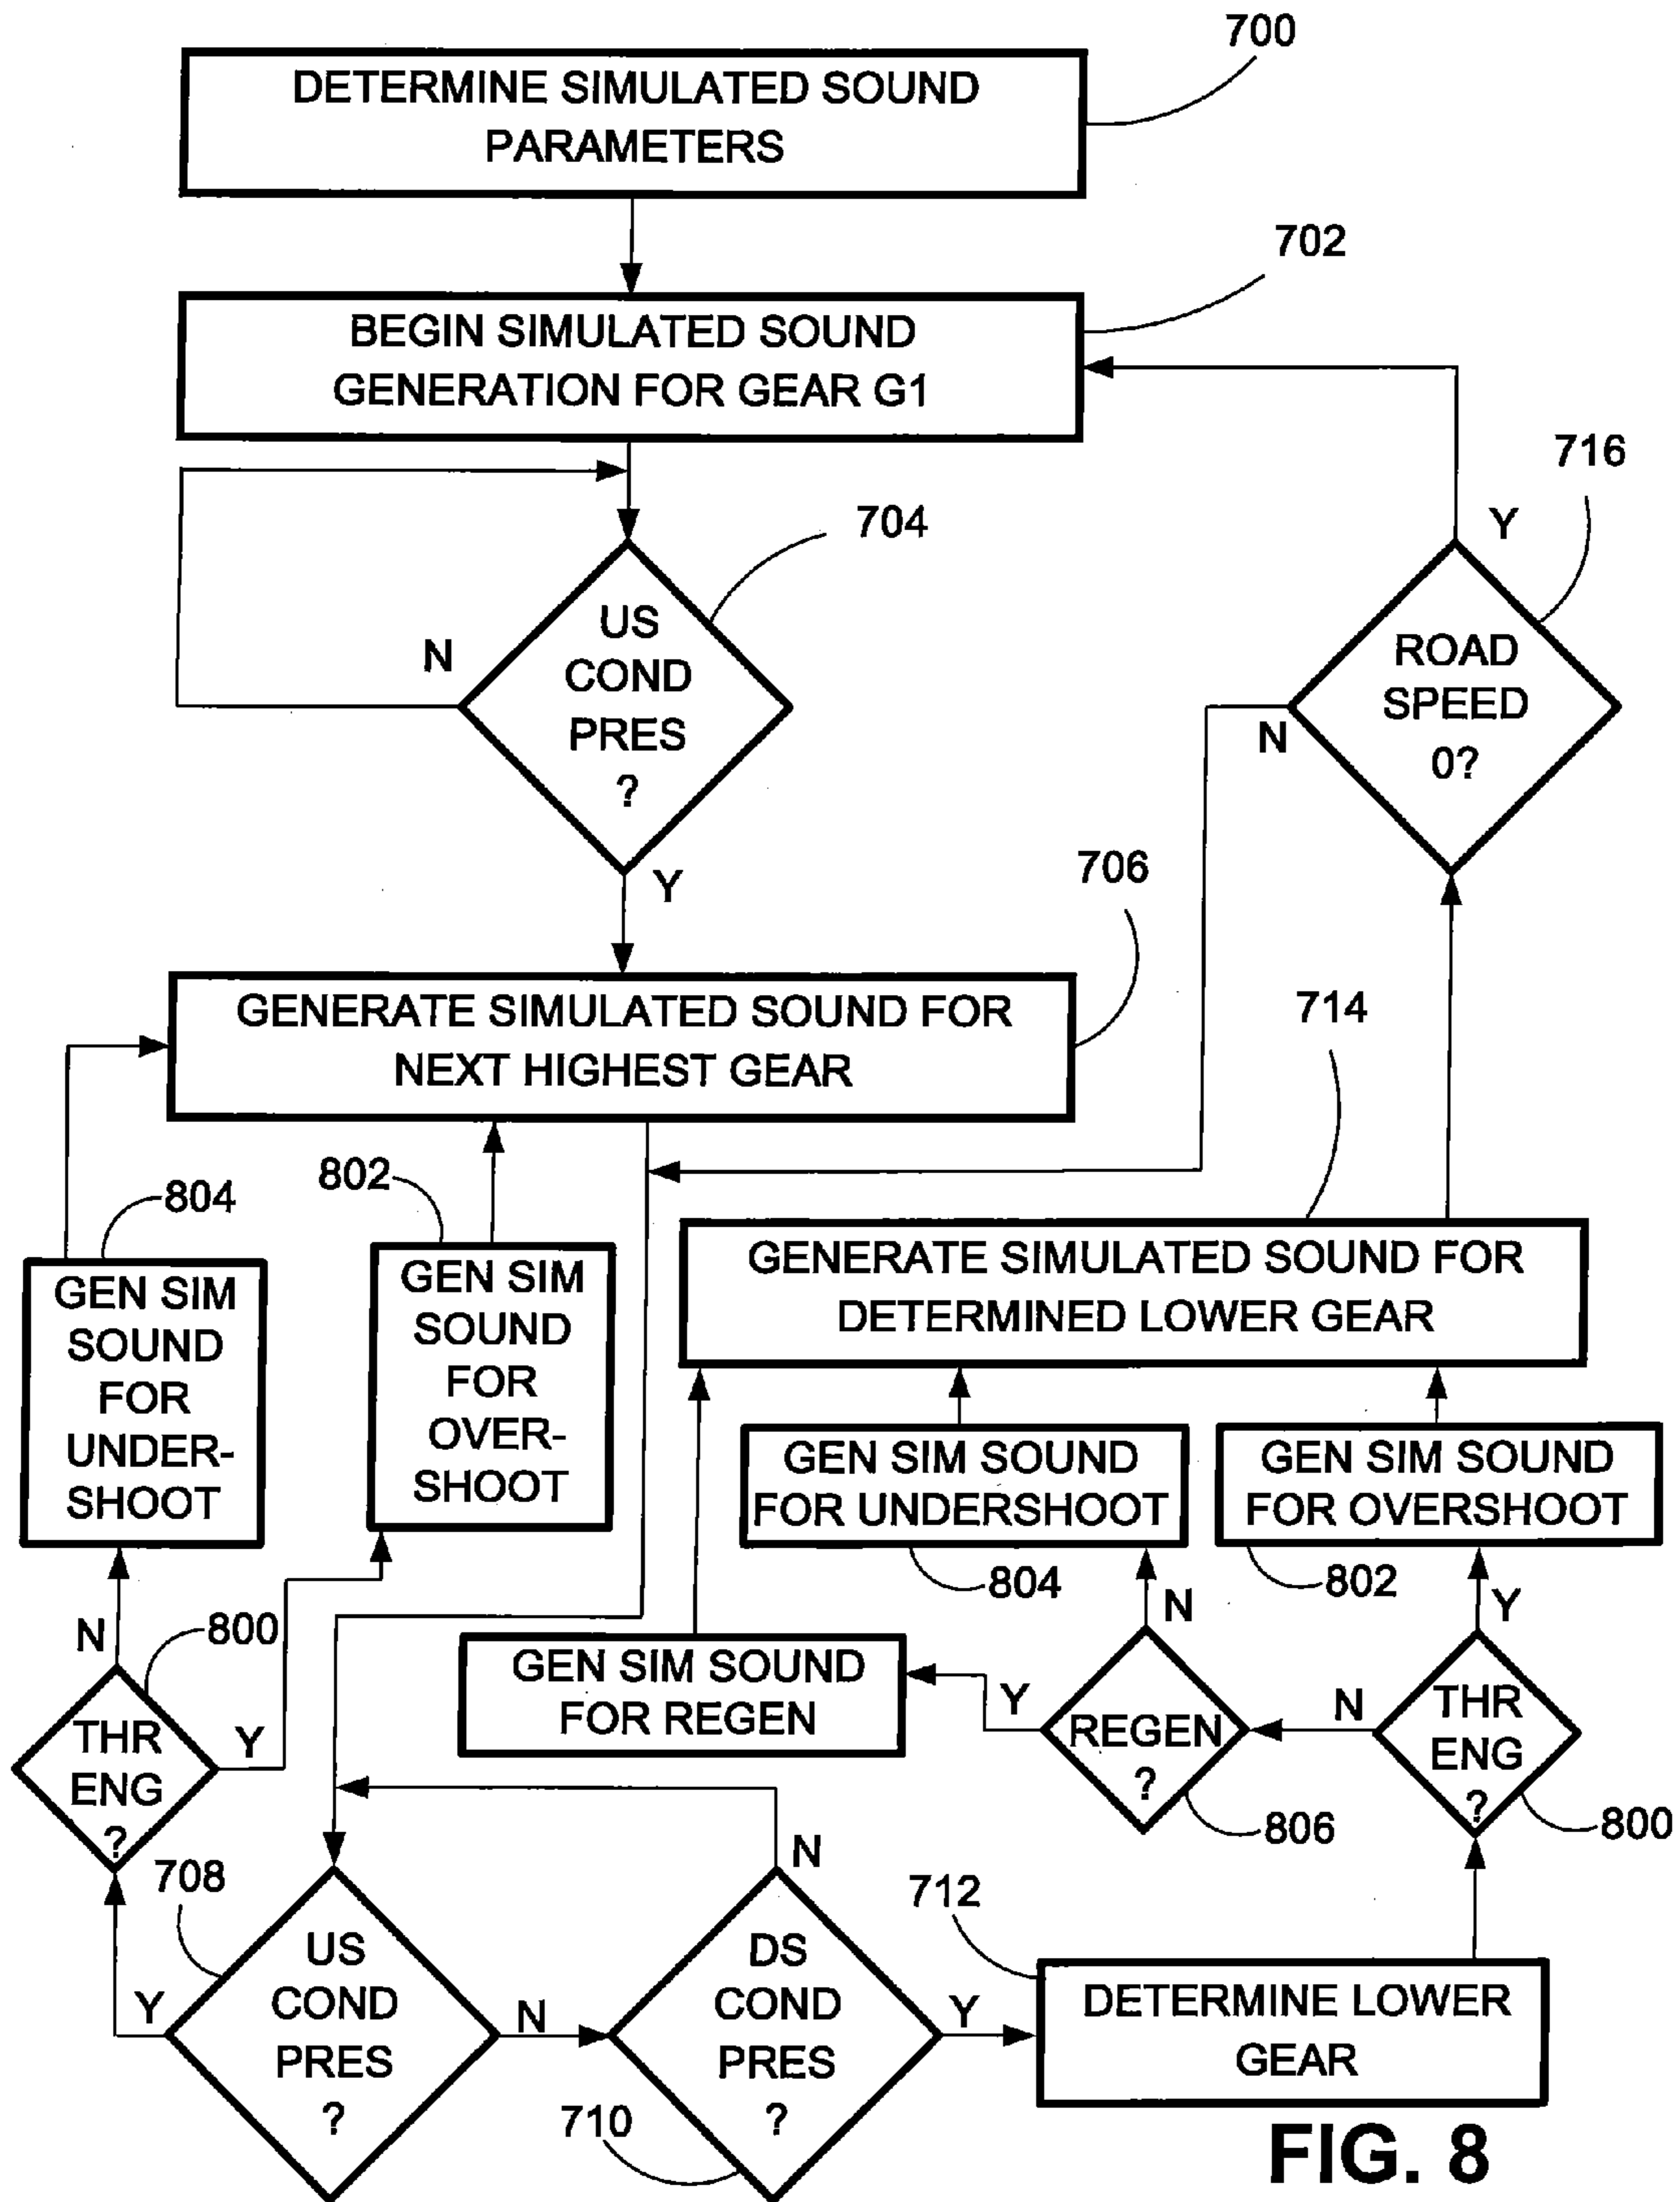 700
DETERMINE SIMULATED SOUND
PARAMETERS
702
BEGIN SIMULATED SOUND
GENERATION FOR GEAR G1
716
704
Y
US
COND
PRES
?
N
ROAD
SPEED
0?
N
Y
706
GENERATE SIMULATED SOUND FOR
NEXT HIGHEST GEAR
714
804
802
GEN SIM
SOUND
FOR
UNDER-
SHOOT
GEN SIM
SOUND
FOR
OVER-
SHOOT
GENERATE SIMULATED SOUND FOR
DETERMINED LOWER GEAR
GEN SIM SOUND
FOR UNDERSHOOT
GEN SIM SOUND
FOR OVERSHOOT
804
802
N
800
N
Y
GEN SIM SOUND
FOR REGEN
THR
ENG
?
Y
Y
REGEN
?
N
THR
ENG
?
806
800
708
N
712
US
COND
PRES
?
Y
N
DS
COND
PRES
?
Y
DETERMINE LOWER
GEAR
710
FIG. 8